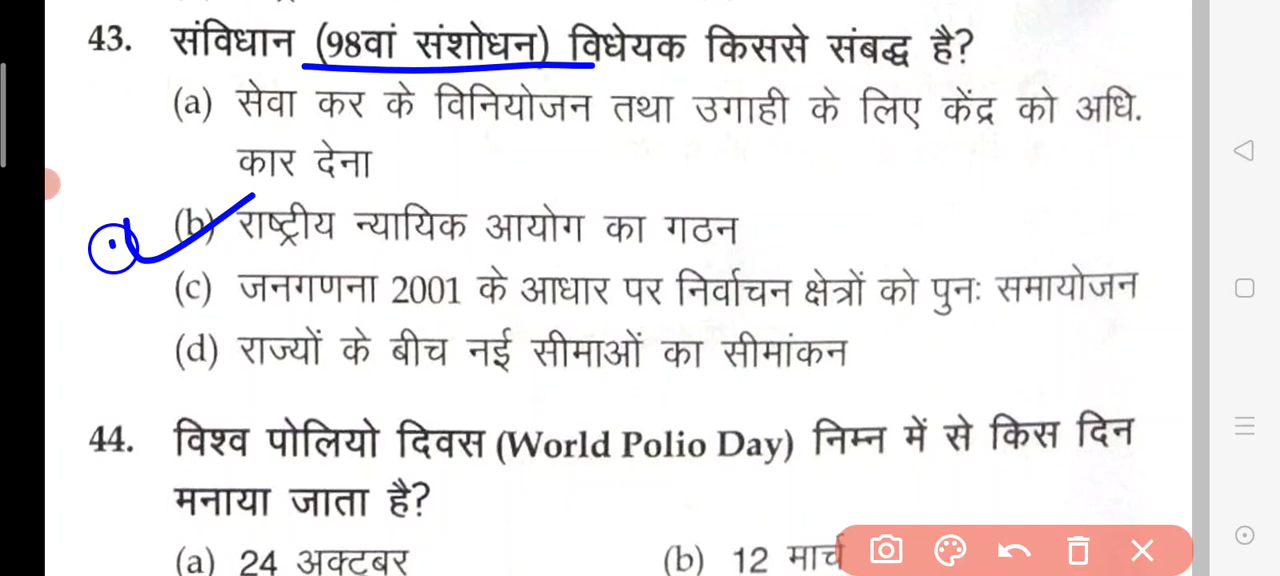 43. संविधान (98वां संशोधन) विधेयक किससे संबद्ध है?
(a) सेवा कर के विनियोजन तथा उगाही के लिए केंद्र को अधि.
कार देना
(b) राष्ट्रीय न्यायिक आयोग का गठन
(c) जनगणना 2001 के आधार पर निर्वाचन क्षेत्रों को पुनः समायोजन
(d) राज्यों के बीच नई सीमाओं का सीमांकन
44. विश्व पोलियो दिवस (World Polio Day) निम्न में से किस दिन
मनाया जाता है?
(a) 24 अक्टूबर (b) 12 मार्च